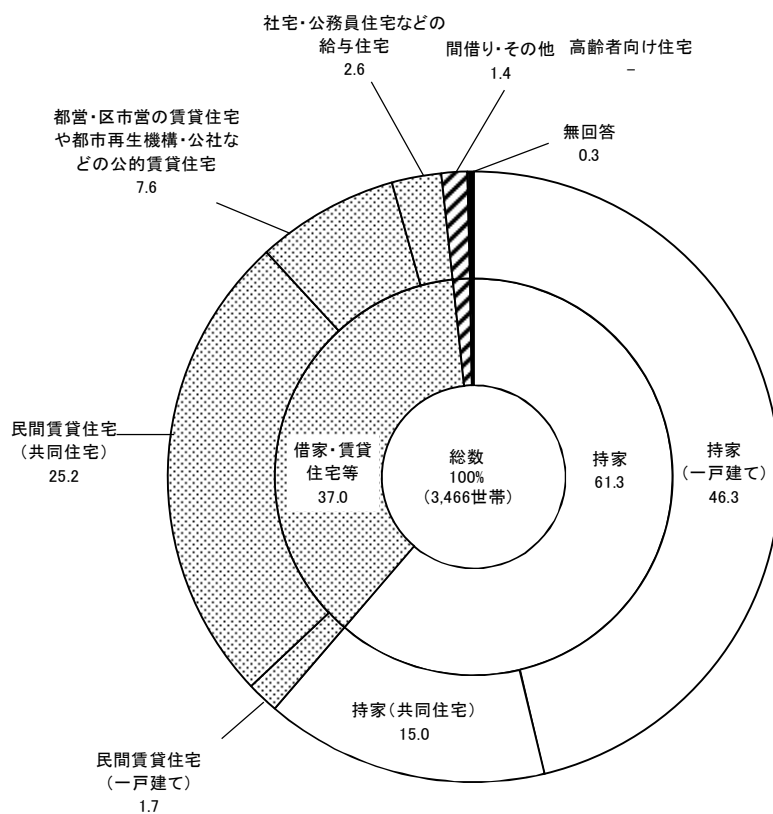 社宅・公務員住宅などの
給与住宅
2.6
間借り・その他
1.4
高齢者向け住宅
－
都営・区市営の賃貸住宅
や都市再生機構・公社な
どの公的賃貸住宅
7.6
無回答
0.3
民間賃貸住宅
（共同住宅）
25.2
借家・賃貸
住宅等
37.0
総数
100%
（3,466世帯）
持家
61.3
持家
（一戸建て）
46.3
持家（共同住宅）
15.0
民間賃貸住宅
（一戸建て）
1.7